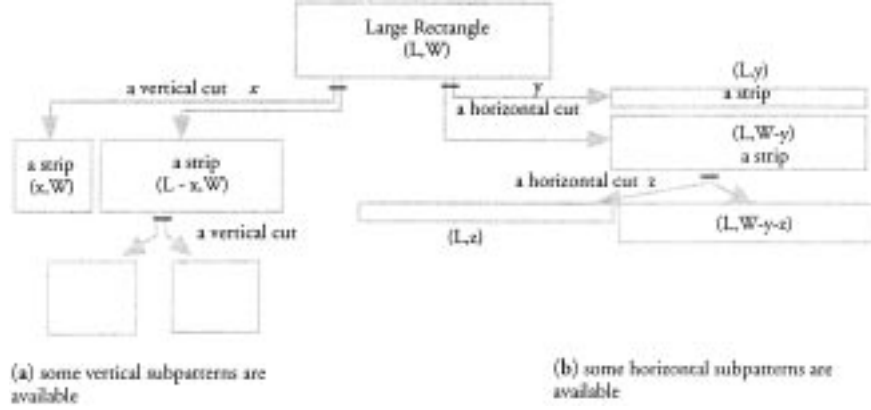 Large Rectangle
(L,W)
a vertical cut x
y
a horizontal cut
(L,y)
a strip
a strip
(x,W)
a strip
(L - x,W)
(L,W-y)
a strip
a horizontal cut z
a vertical cut
(L,z)
(L,W-y-z)
(a) some vertical subpatterns are
available
(b) some horizontal subpatterns are
available